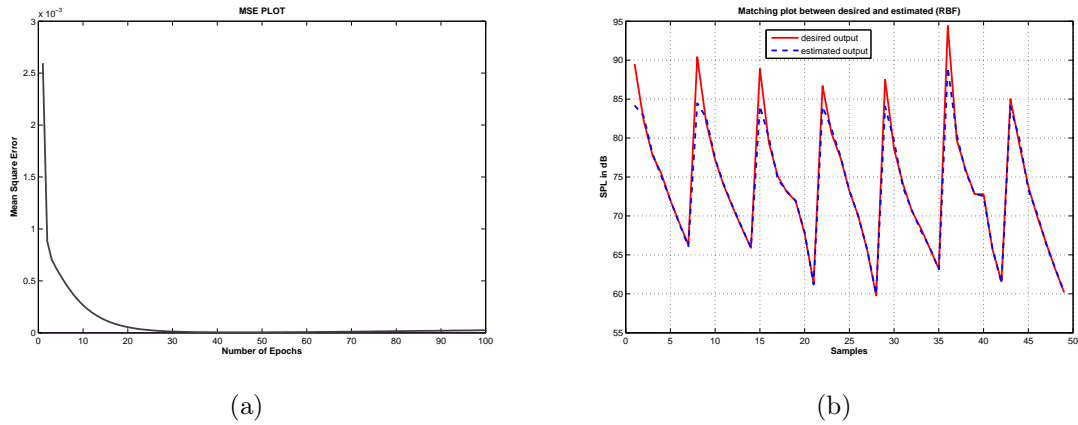 MSE PLOT
x 10⁻³
3
2.5
2
1.5
1
0.5
0
Mean Square Error
0 10 20 30 40 50 60 70 80 90 100
Number of Epochs
(a)
Matching plot between desired and estimated (RBF)
desired output
estimated output
95
90
85
80
75
70
65
60
55
SPL in dB
0 5 10 15 20 25 30 35 40 45 50
Samples
(b)